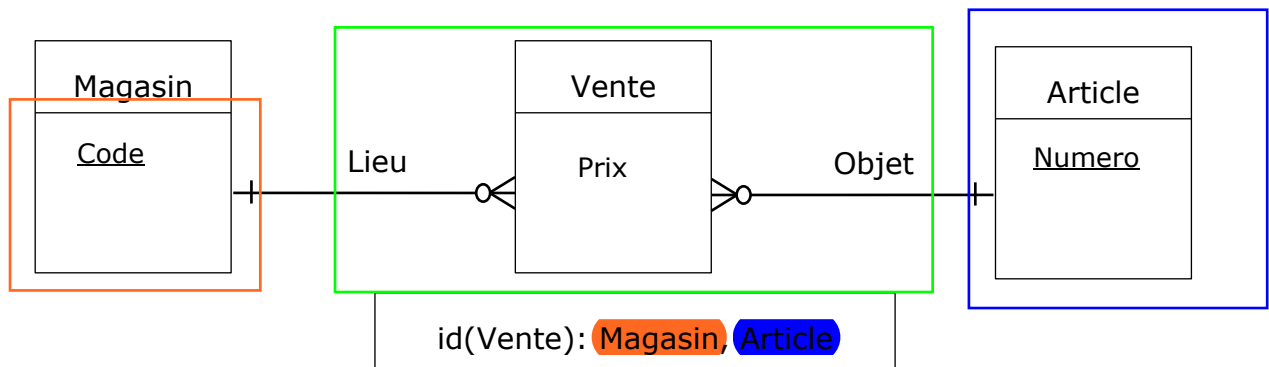 Magasin
Code
Lieu
Vente
Prix
Objet
Article
Numero
id(Vente): Magasin, Article